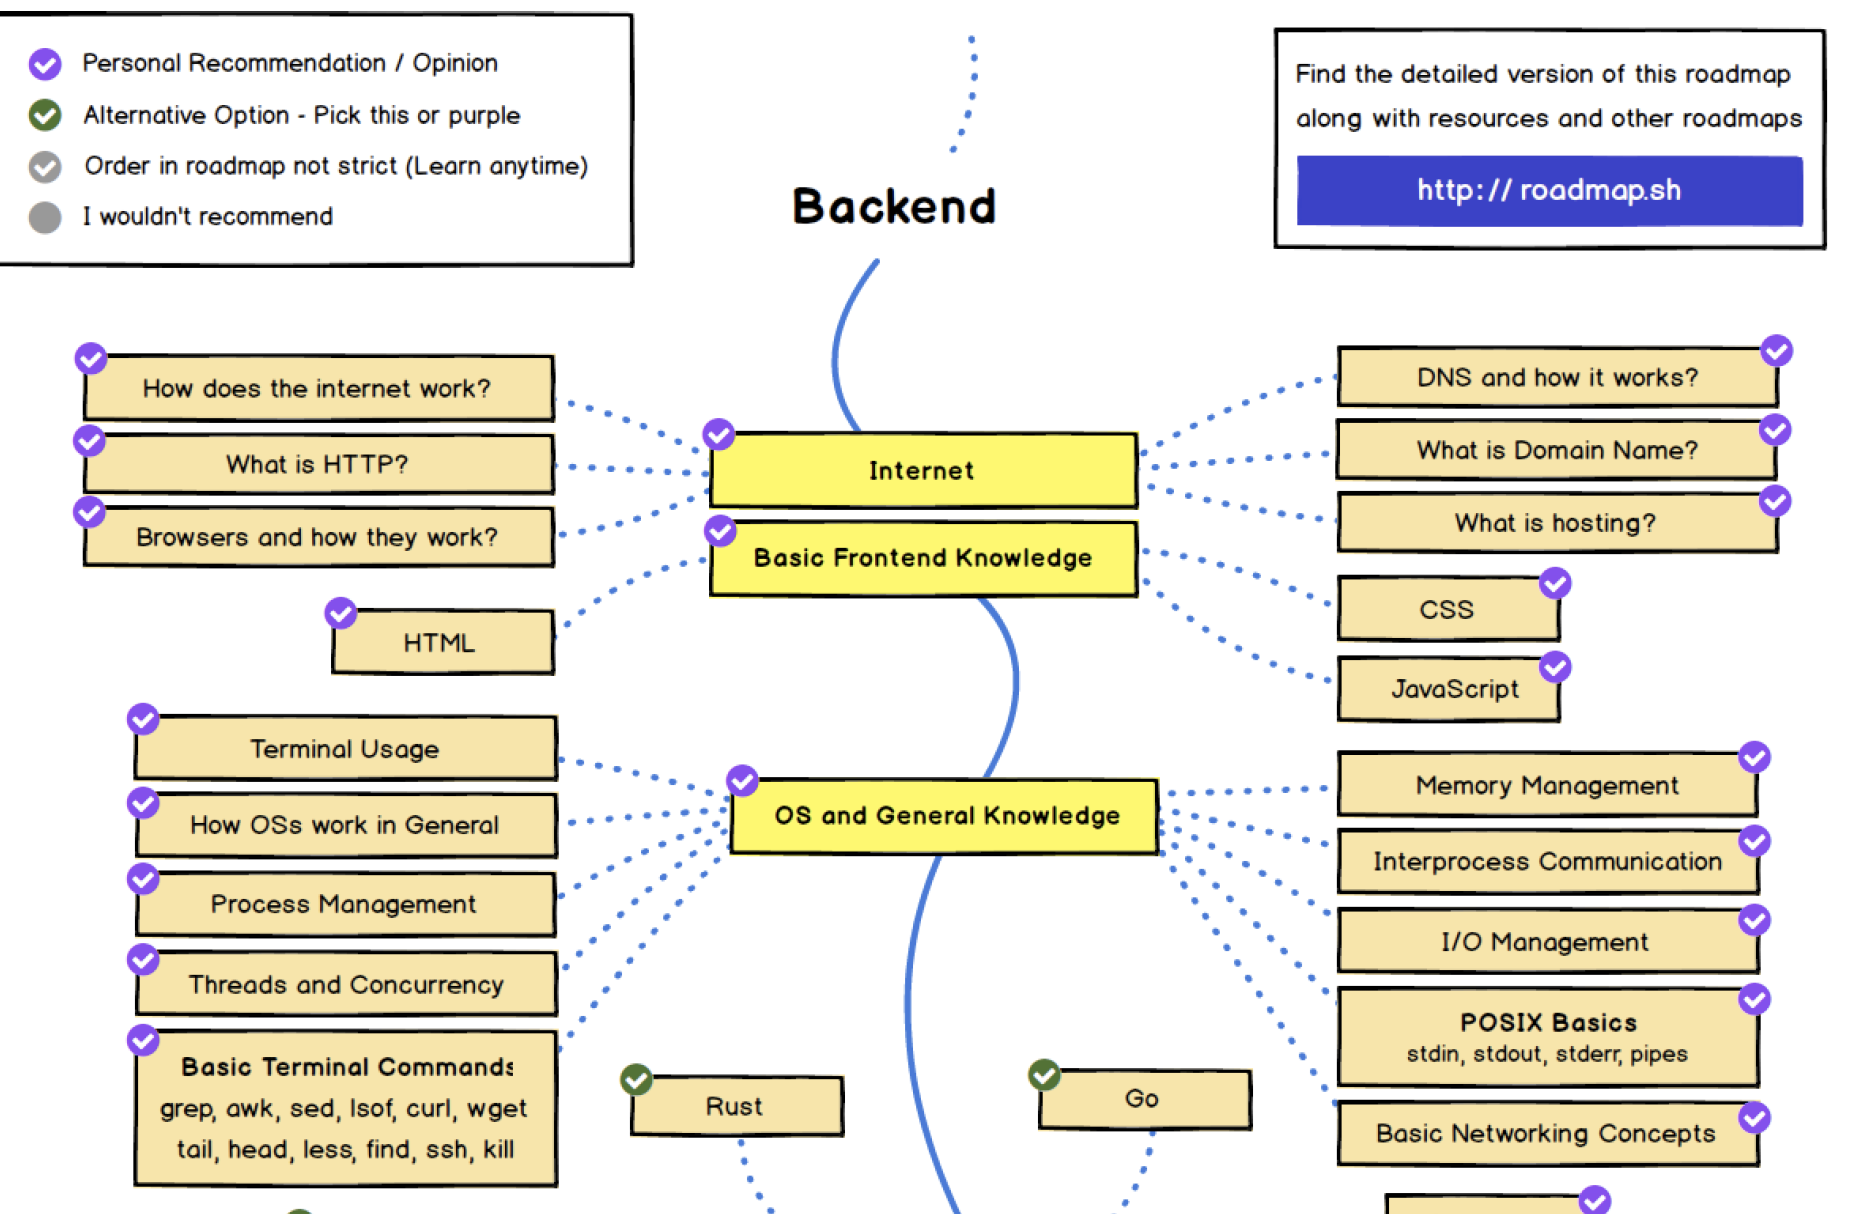 Personal Recommendation / Opinion
Alternative Option - Pick this or purple
Order in roadmap not strict (Learn anytime)
I wouldn't recommend
Find the detailed version of this roadmap
along with resources and other roadmaps
http:// roadmap.sh
Backend
How does the internet work?
What is HTTP?
Browsers and how they work?
Internet
DNS and how it works?
What is Domain Name?
What is hosting?
Basic Frontend Knowledge
HTML
CSS
JavaScript
Terminal Usage
How OSs work in General
Process Management
Threads and Concurrency
Basic Terminal Commands
grep, awk, sed, lsof, curl, wget
tail, head, less, find, ssh, kill
OS and General Knowledge
Memory Management
Interprocess Communication
I/O Management
POSIX Basics
stdin, stdout, stderr, pipes
Basic Networking Concepts
Rust
Go